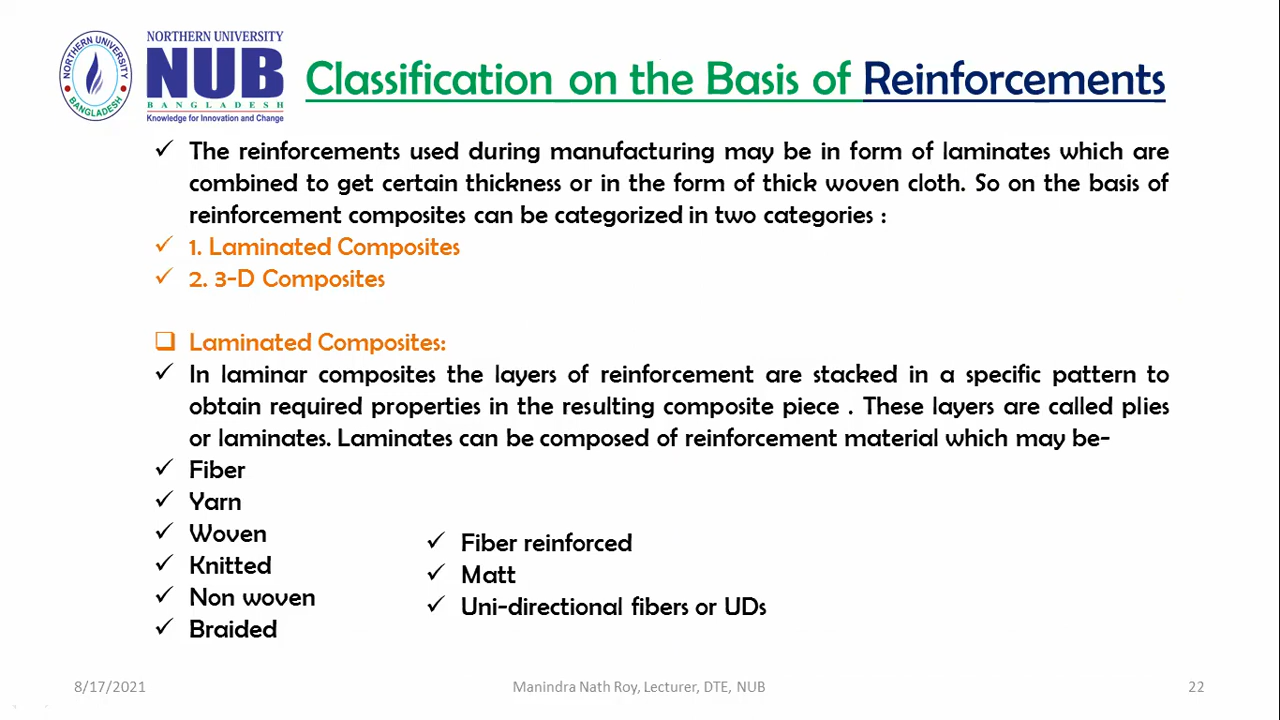 NORTHERN UNIVERSITY
BANGLADESH
NORTHERN UNIVERSITY
NUB
BANGLADESH
Knowledge for Innovation and Change
Classification on the Basis of Reinforcements
✓ The reinforcements used during manufacturing may be in form of laminates which are
combined to get certain thickness or in the form of thick woven cloth. So on the basis of
reinforcement composites can be categorized in two categories :
✓ 1. Laminated Composites
✓ 2. 3-D Composites
❑ Laminated Composites:
✓ In laminar composites the layers of reinforcement are stacked in a specific pattern to
obtain required properties in the resulting composite piece . These layers are called plies
or laminates. Laminates can be composed of reinforcement material which may be-
✓ Fiber
✓ Yarn
✓ Woven
✓ Knitted
✓ Non woven
✓ Braided
✓ Fiber reinforced
✓ Matt
✓ Uni-directional fibers or UDs
8/17/2021
Manindra Nath Roy, Lecturer, DTE, NUB
22